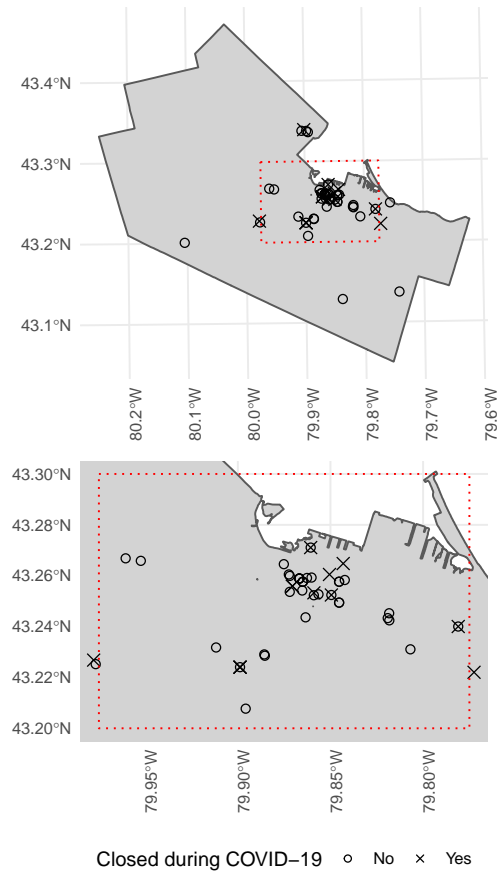 43.4°N
43.3°N
43.2°N
43.1°N
80.2°W 80.1°W 80.0°W 79.9°W 79.8°W 79.7°W 79.6°W
43.30°N
43.28°N
43.26°N
43.24°N
43.22°N
43.20°N
79.95°W 79.90°W 79.85°W 79.80°W
Closed during COVID−19 No Yes